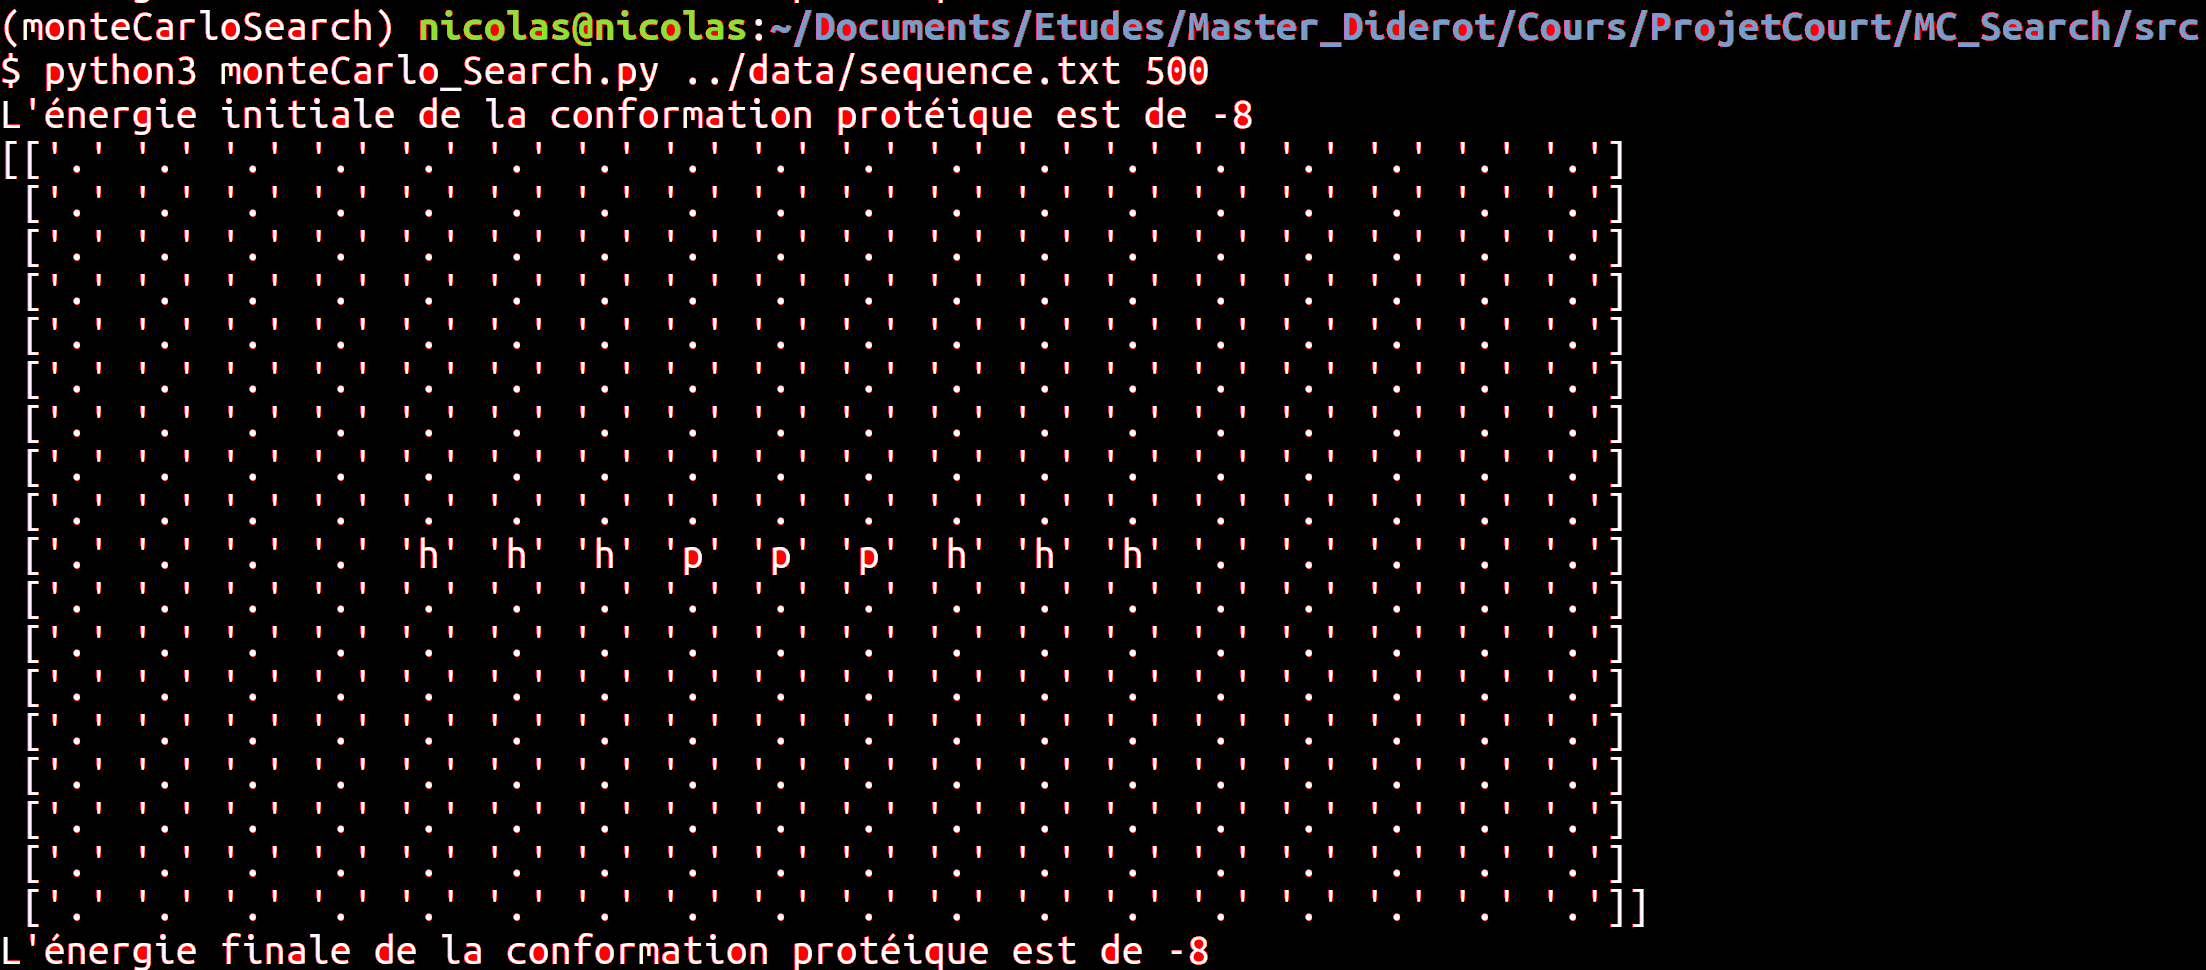 (monteCarloSearch) nicolas@nicolas:~/Documents/Etudes/Master_Diderot/Cours/ProjetCourt/MC_Search/src
$ python3 monteCarlo_Search.py ../data/sequence.txt 500
L'énergie initiale de la conformation protéique est de -8
[['.' '.' '.' '.' '.' '.' '.' '.' '.' '.' '.' '.' '.' '.' '.' '.' '.' '.']
 ['.' '.' '.' '.' '.' '.' '.' '.' '.' '.' '.' '.' '.' '.' '.' '.' '.' '.']
 ['.' '.' '.' '.' '.' '.' '.' '.' '.' '.' '.' '.' '.' '.' '.' '.' '.' '.']
 ['.' '.' '.' '.' '.' '.' '.' '.' '.' '.' '.' '.' '.' '.' '.' '.' '.' '.']
 ['.' '.' '.' '.' '.' '.' '.' '.' '.' '.' '.' '.' '.' '.' '.' '.' '.' '.']
 ['.' '.' '.' '.' '.' '.' '.' '.' '.' '.' '.' '.' '.' '.' '.' '.' '.' '.']
 ['.' '.' '.' '.' '.' '.' '.' '.' '.' '.' '.' '.' '.' '.' '.' '.' '.' '.']
 ['.' '.' '.' '.' '.' '.' '.' '.' '.' '.' '.' '.' '.' '.' '.' '.' '.' '.']
 ['.' '.' '.' '.' '.' '.' '.' '.' '.' '.' '.' '.' '.' '.' '.' '.' '.' '.']
 ['.' '.' '.' '.' 'h' 'h' 'h' 'p' 'p' 'p' 'h' 'h' 'h' '.' '.' '.' '.' '.']
 ['.' '.' '.' '.' '.' '.' '.' '.' '.' '.' '.' '.' '.' '.' '.' '.' '.' '.']
 ['.' '.' '.' '.' '.' '.' '.' '.' '.' '.' '.' '.' '.' '.' '.' '.' '.' '.']
 ['.' '.' '.' '.' '.' '.' '.' '.' '.' '.' '.' '.' '.' '.' '.' '.' '.' '.']
 ['.' '.' '.' '.' '.' '.' '.' '.' '.' '.' '.' '.' '.' '.' '.' '.' '.' '.']
 ['.' '.' '.' '.' '.' '.' '.' '.' '.' '.' '.' '.' '.' '.' '.' '.' '.' '.']
 ['.' '.' '.' '.' '.' '.' '.' '.' '.' '.' '.' '.' '.' '.' '.' '.' '.' '.']
 ['.' '.' '.' '.' '.' '.' '.' '.' '.' '.' '.' '.' '.' '.' '.' '.' '.' '.']
 ['.' '.' '.' '.' '.' '.' '.' '.' '.' '.' '.' '.' '.' '.' '.' '.' '.' '.']]
L'énergie finale de la conformation protéique est de -8